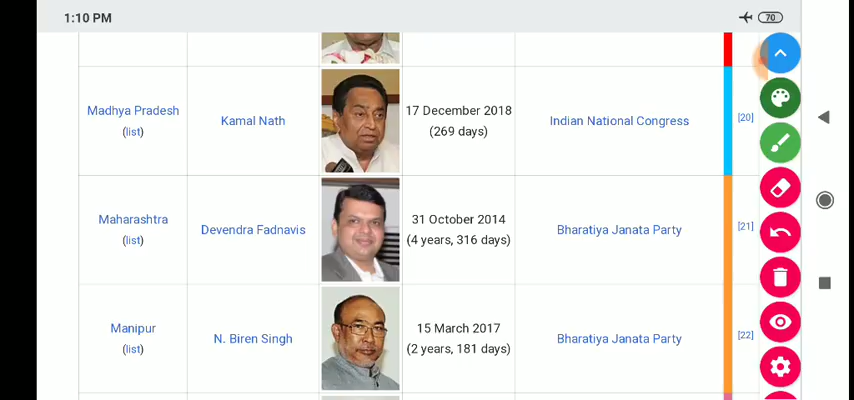 1:10 PM
70
Madhya Pradesh
(list)
Kamal Nath
17 December 2018
(269 days)
Indian National Congress
[20]
Maharashtra
(list)
Devendra Fadnavis
31 October 2014
(4 years, 316 days)
Bharatiya Janata Party
[21]
Manipur
(list)
N. Biren Singh
15 March 2017
(2 years, 181 days)
Bharatiya Janata Party
[22]